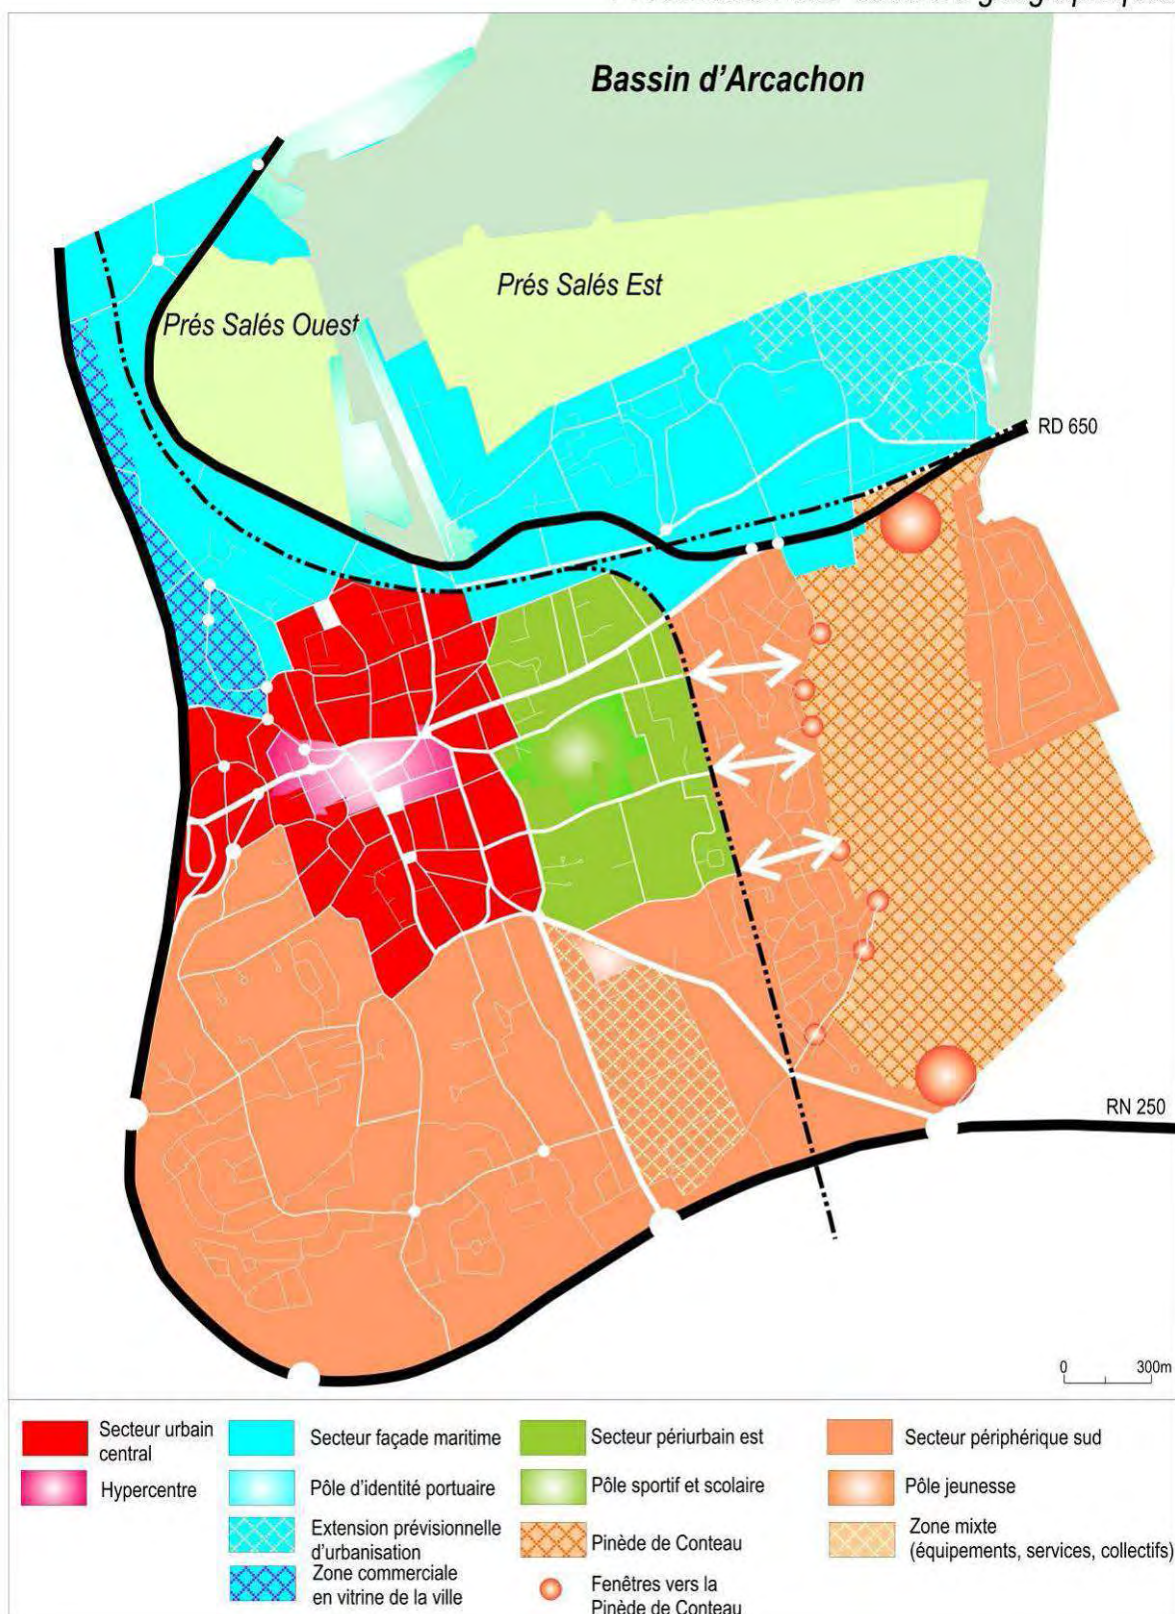 Bassin d'Arcachon
Prés Salés Est
Prés Salés Ouest
RD 650
RN 250
0 300m
Secteur urbain
central
Hypercentre
Secteur façade maritime
Pôle d'identité portuaire
Extension prévisionnelle
d'urbanisation
Zone commerciale
en vitrine de la ville
Secteur périurbain est
Pôle sportif et scolaire
Pinède de Conteau
Fenêtres vers la
Pinède de Conteau
Secteur périphérique sud
Pôle jeunesse
Zone mixte
(équipements, services, collectifs)